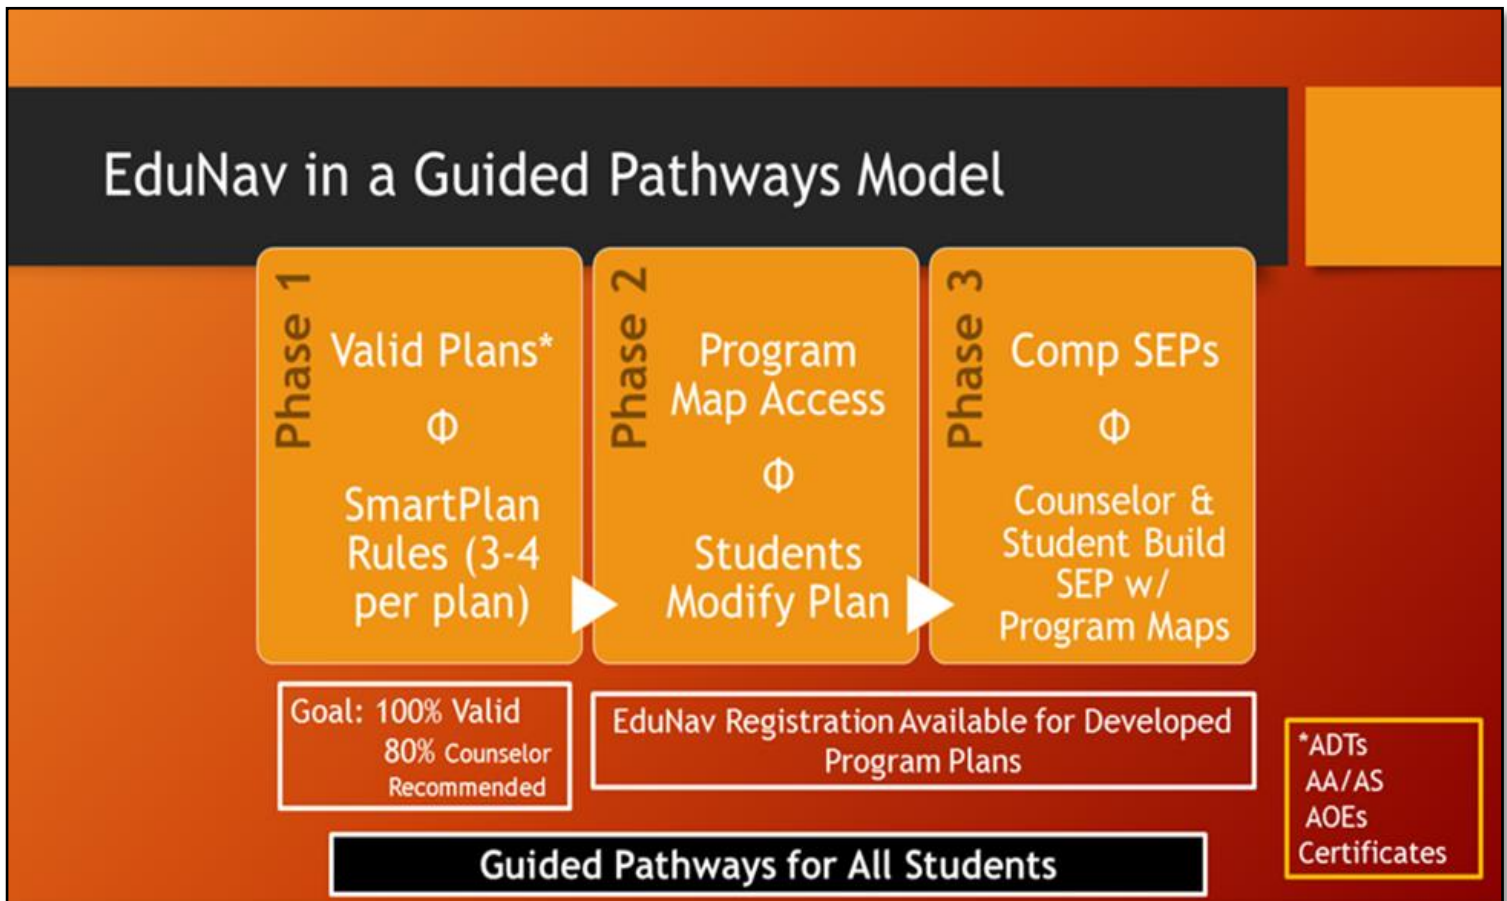 EduNav in a Guided Pathways Model
Phase 1
Valid Plans*
Φ
SmartPlan
Rules (3-4
per plan)
Phase 2
Program
Map Access
Φ
Students
Modify Plan
Phase 3
Comp SEPs
Φ
Counselor &
Student Build
SEP w/
Program Maps
Goal: 100% Valid
80% Counselor
Recommended
EduNav Registration Available for Developed
Program Plans
*ADTs
AA/AS
AOEs
Certificates
Guided Pathways for All Students